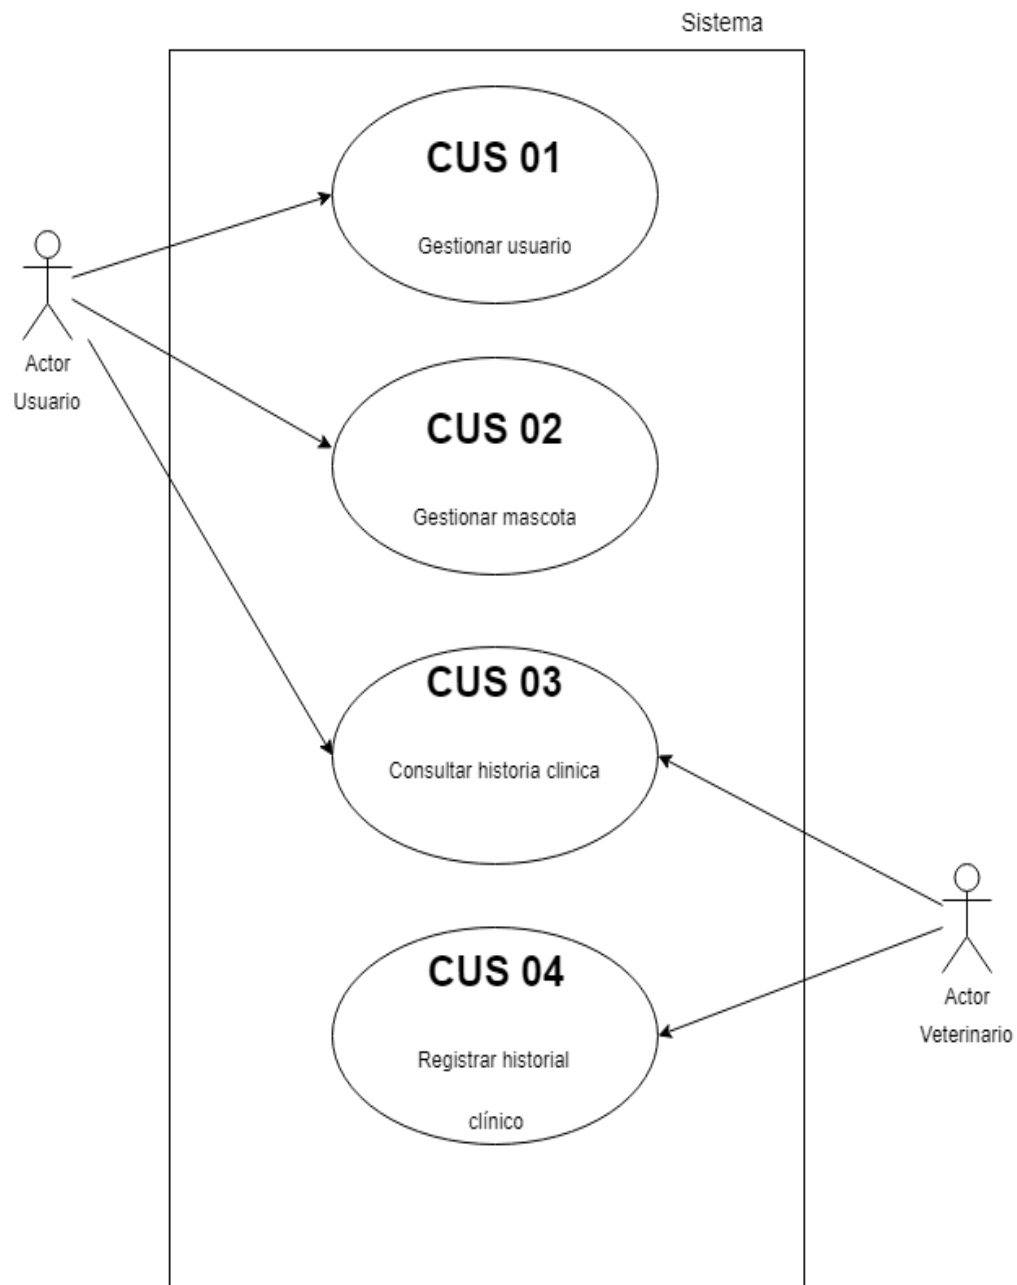 Sistema
CUS 01
Gestionar usuario
Actor
Usuario
CUS 02
Gestionar mascota
CUS 03
Consultar historia clinica
CUS 04
Registrar historial
clínico
Actor
Veterinario